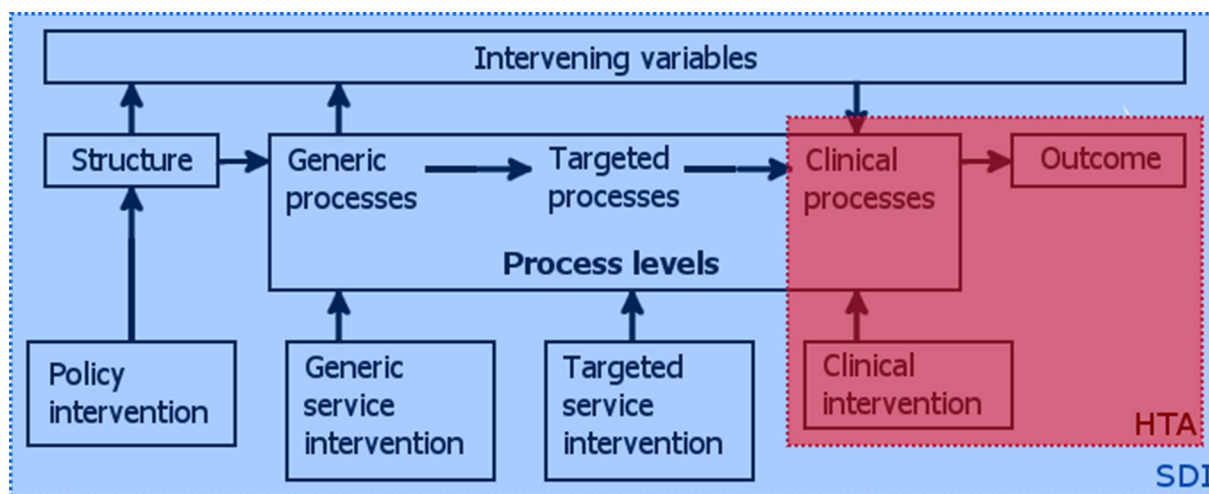 Intervening variables
Structure
Generic
processes
Targeted
processes
Clinical
processes
Outcome
Process levels
Policy
intervention
Generic
service
intervention
Targeted
service
intervention
Clinical
intervention
HTA
SDI